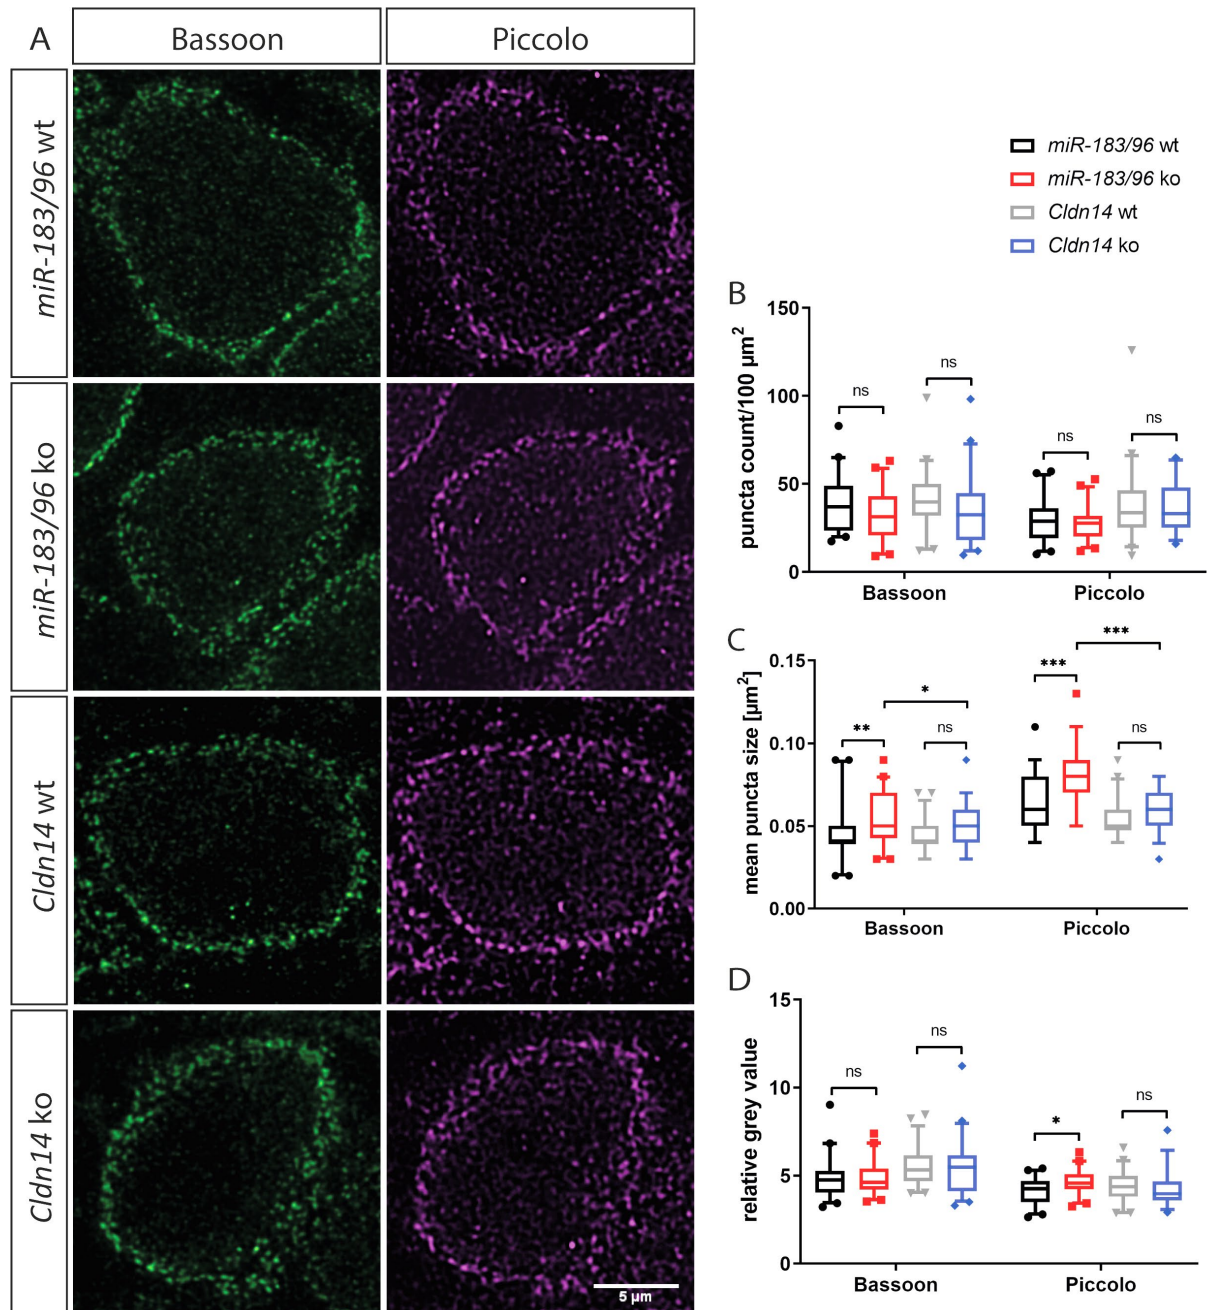 A
Bassoon
Piccolo
miR-183/96 wt
miR-183/96 ko
Cldn14 wt
Cldn14 ko
5 µm
miR-183/96 wt
miR-183/96 ko
Cldn14 wt
Cldn14 ko
B
puncta count/100 µm²
150
100
50
0
ns
ns
ns
ns
Bassoon
Piccolo
C
mean puncta size [µm²]
0.15
0.10
0.05
0.00
**
*
ns
***
***
ns
Bassoon
Piccolo
D
relative grey value
15
10
5
0
ns
ns
*
ns
Bassoon
Piccolo